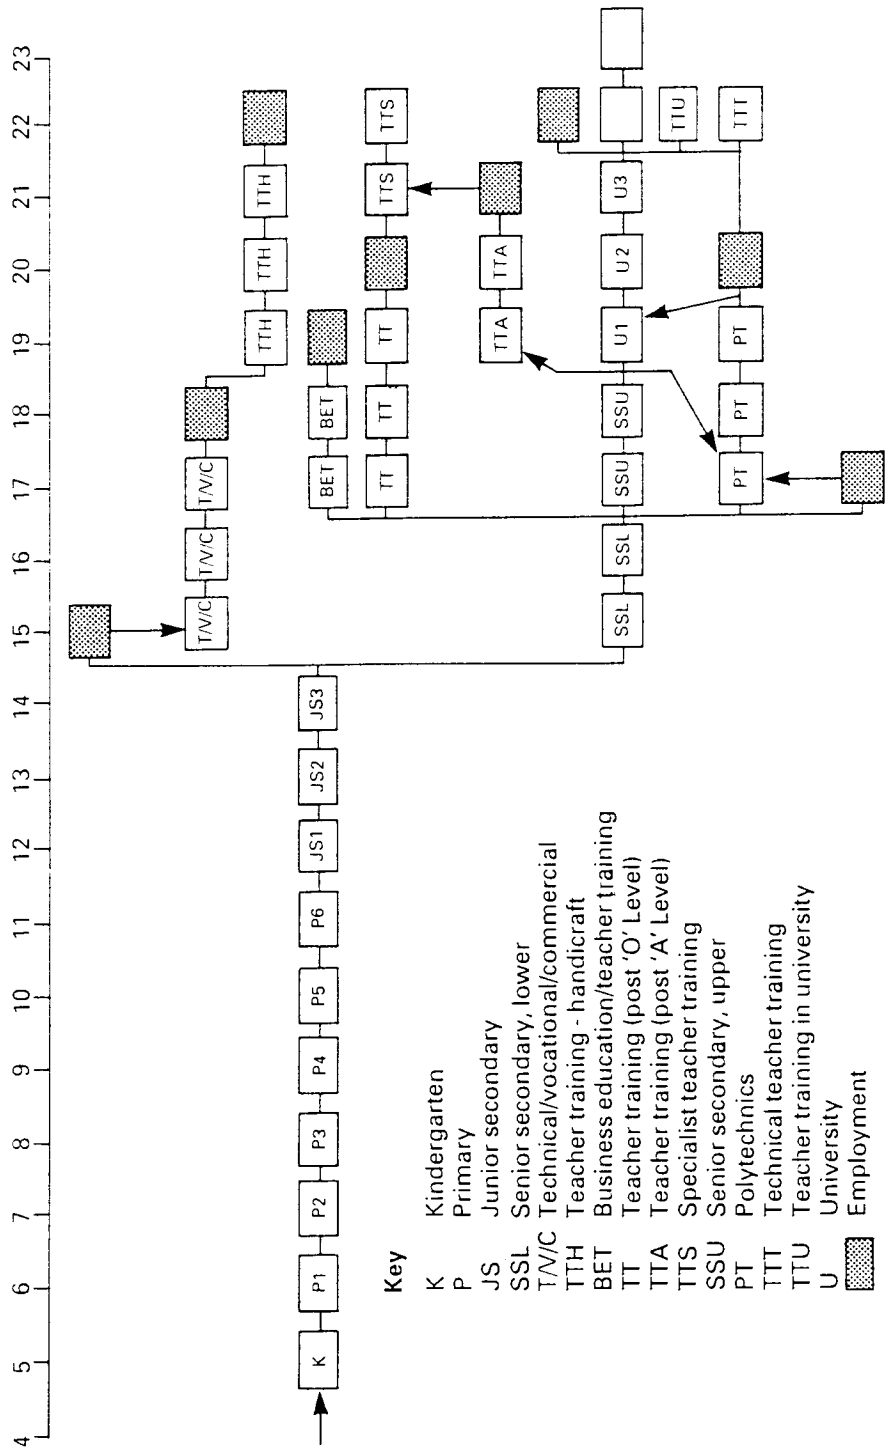 4 5 6 7 8 9 10 11 12 13 14 15 16 17 18 19 20 21 22 23
T/V/C T/V/C T/V/C
TTH TTH TTH
K P1 P2 P3 P4 P5 P6 JS1 JS2 JS3
BET BET
TT TT TT TTS TTS
TTA TTA
SSL SSL SSU SSU U1 U2 U3
TTU
PT PT PT TTT
Key
K Kindergarten
P Primary
JS Junior secondary
SSL Senior secondary, lower
T/V/C Technical/vocational/commercial
TTH Teacher training - handicraft
BET Business education/teacher training
TT Teacher training (post 'O' Level)
TTA Teacher training (post 'A' Level)
TTS Specialist teacher training
SSU Senior secondary, upper
PT Polytechnics
TTT Technical teacher training
TTU Teacher training in university
U University
Employment